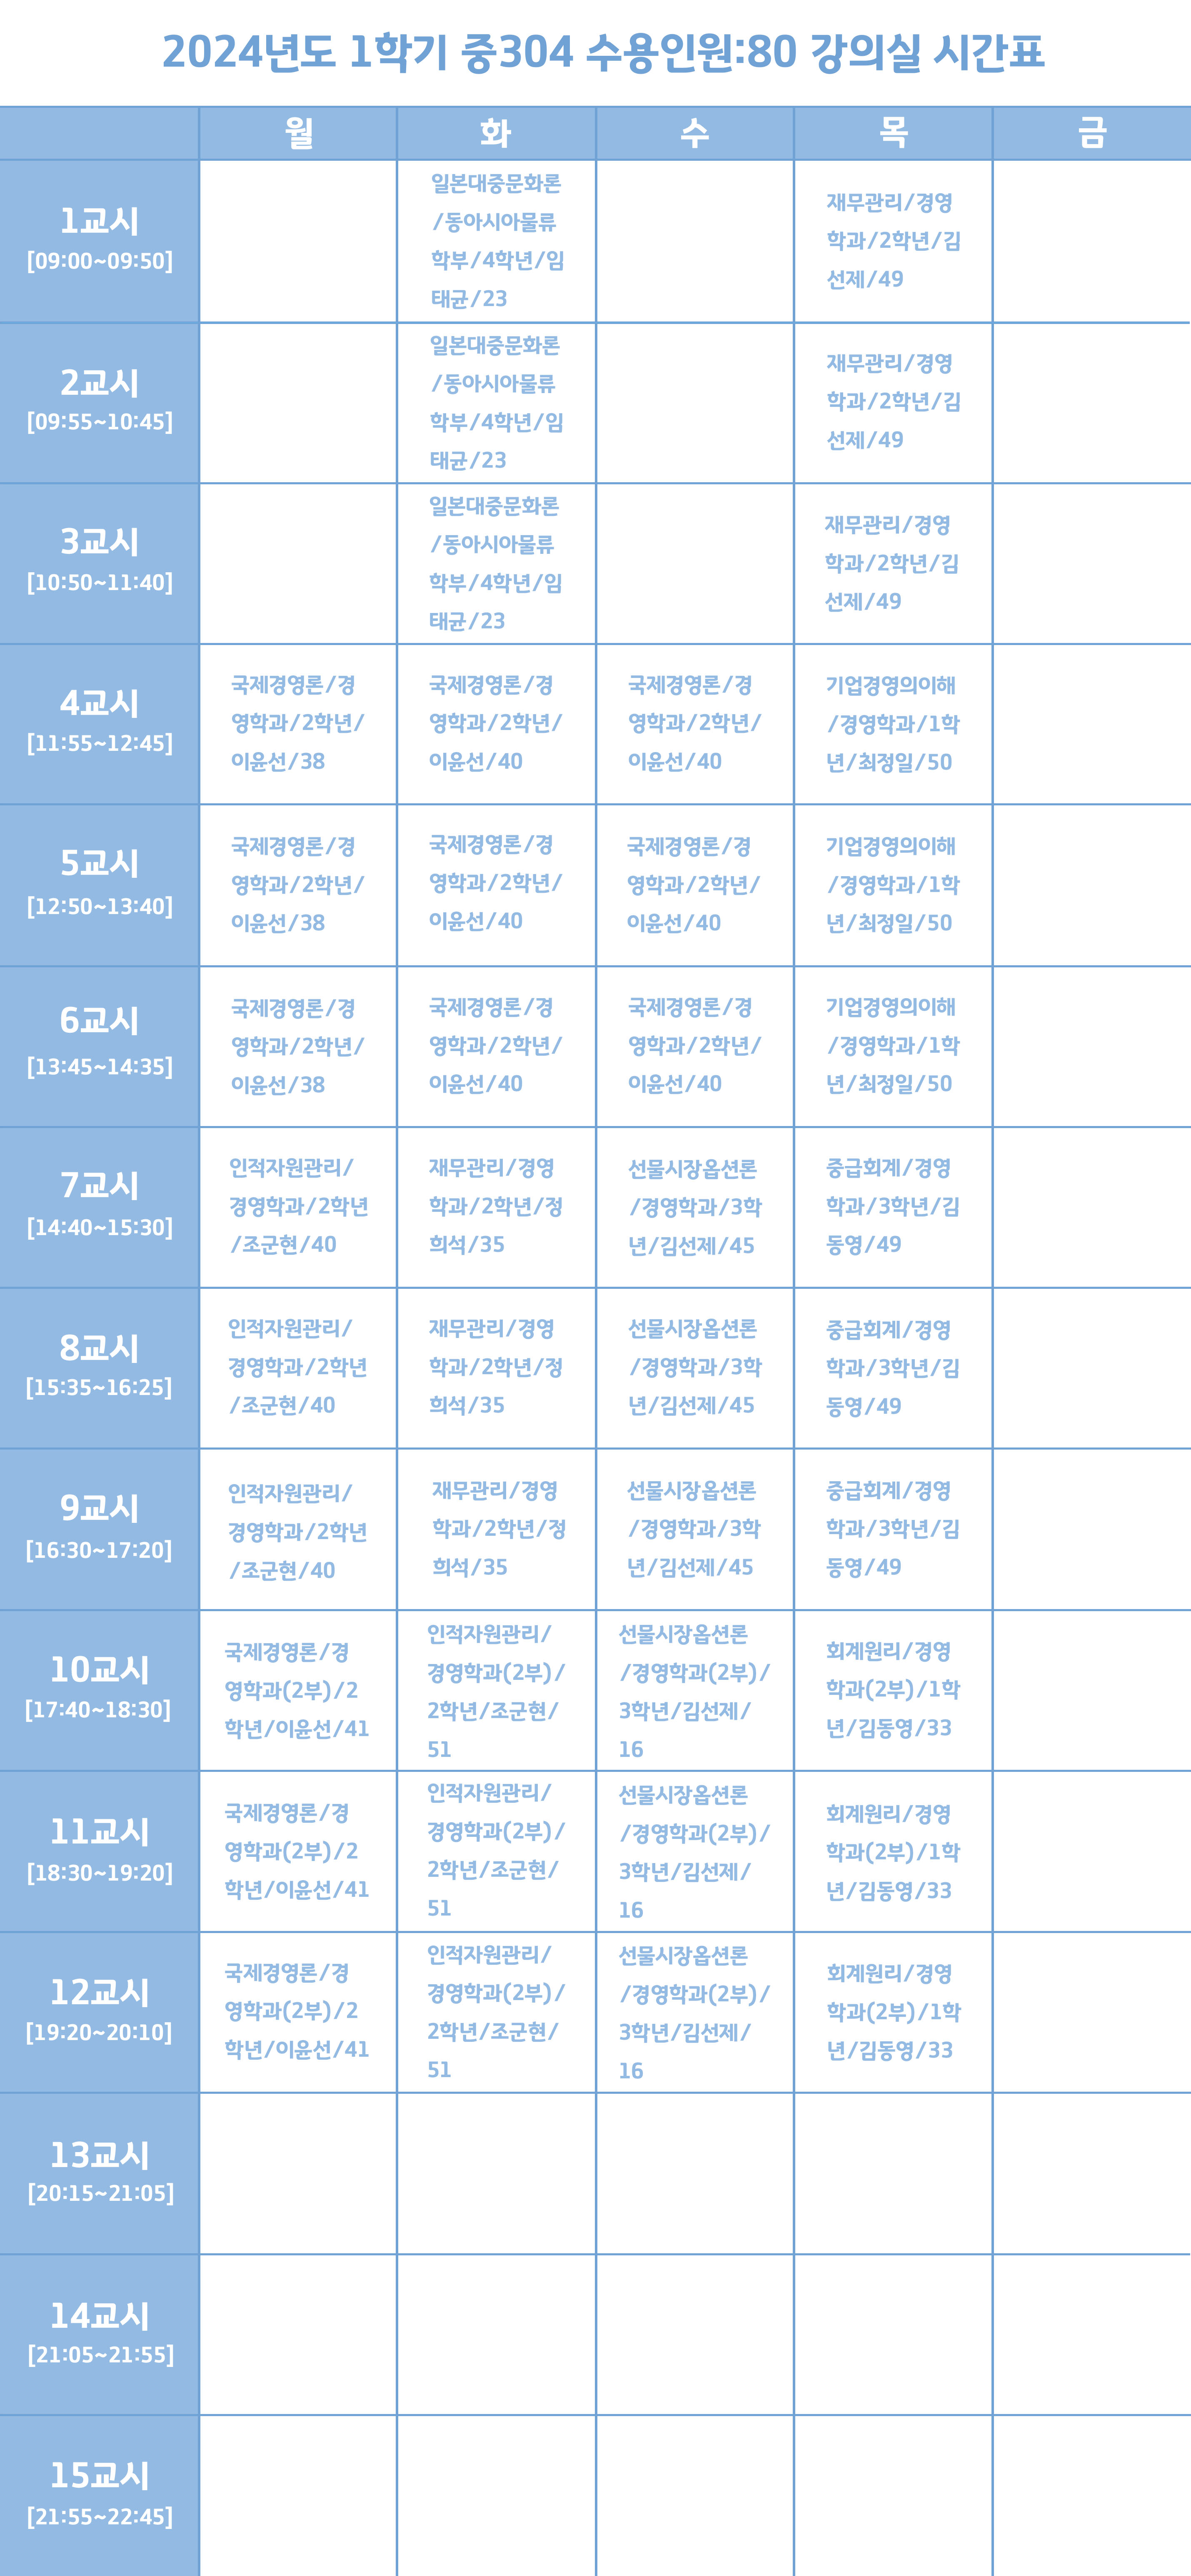 2024년도 1학기 중304 수용인원:80 강의실 시간표
월 화 수 목 금
1교시
[09:00~09:50]
일본대중문화론
/동아시아물류
학부/4학년/임
태균/23
재무관리/경영
학과/2학년/김
선제/49
2교시
[09:55~10:45]
일본대중문화론
/동아시아물류
학부/4학년/임
태균/23
재무관리/경영
학과/2학년/김
선제/49
3교시
[10:50~11:40]
일본대중문화론
/동아시아물류
학부/4학년/임
태균/23
재무관리/경영
학과/2학년/김
선제/49
4교시
[11:55~12:45]
국제경영론/경
영학과/2학년/
이윤선/38
국제경영론/경
영학과/2학년/
이윤선/40
국제경영론/경
영학과/2학년/
이윤선/40
기업경영의이해
/경영학과/1학
년/최정일/50
5교시
[12:50~13:40]
국제경영론/경
영학과/2학년/
이윤선/38
국제경영론/경
영학과/2학년/
이윤선/40
국제경영론/경
영학과/2학년/
이윤선/40
기업경영의이해
/경영학과/1학
년/최정일/50
6교시
[13:45~14:35]
국제경영론/경
영학과/2학년/
이윤선/38
국제경영론/경
영학과/2학년/
이윤선/40
국제경영론/경
영학과/2학년/
이윤선/40
기업경영의이해
/경영학과/1학
년/최정일/50
7교시
[14:40~15:30]
인적자원관리/
경영학과/2학년
/조군현/40
재무관리/경영
학과/2학년/정
희석/35
선물시장옵션론
/경영학과/3학
년/김선제/45
중급회계/경영
학과/3학년/김
동영/49
8교시
[15:35~16:25]
인적자원관리/
경영학과/2학년
/조군현/40
재무관리/경영
학과/2학년/정
희석/35
선물시장옵션론
/경영학과/3학
년/김선제/45
중급회계/경영
학과/3학년/김
동영/49
9교시
[16:30~17:20]
인적자원관리/
경영학과/2학년
/조군현/40
재무관리/경영
학과/2학년/정
희석/35
선물시장옵션론
/경영학과/3학
년/김선제/45
중급회계/경영
학과/3학년/김
동영/49
10교시
[17:40~18:30]
국제경영론/경
영학과(2부)/2
학년/이윤선/41
인적자원관리/
경영학과(2부)/
2학년/조군현/
51
선물시장옵션론
/경영학과(2부)/
3학년/김선제/
16
회계원리/경영
학과(2부)/1학
년/김동영/33
11교시
[18:30~19:20]
국제경영론/경
영학과(2부)/2
학년/이윤선/41
인적자원관리/
경영학과(2부)/
2학년/조군현/
51
선물시장옵션론
/경영학과(2부)/
3학년/김선제/
16
회계원리/경영
학과(2부)/1학
년/김동영/33
12교시
[19:20~20:10]
국제경영론/경
영학과(2부)/2
학년/이윤선/41
인적자원관리/
경영학과(2부)/
2학년/조군현/
51
선물시장옵션론
/경영학과(2부)/
3학년/김선제/
16
회계원리/경영
학과(2부)/1학
년/김동영/33
13교시
[20:15~21:05]
14교시
[21:05~21:55]
15교시
[21:55~22:45]